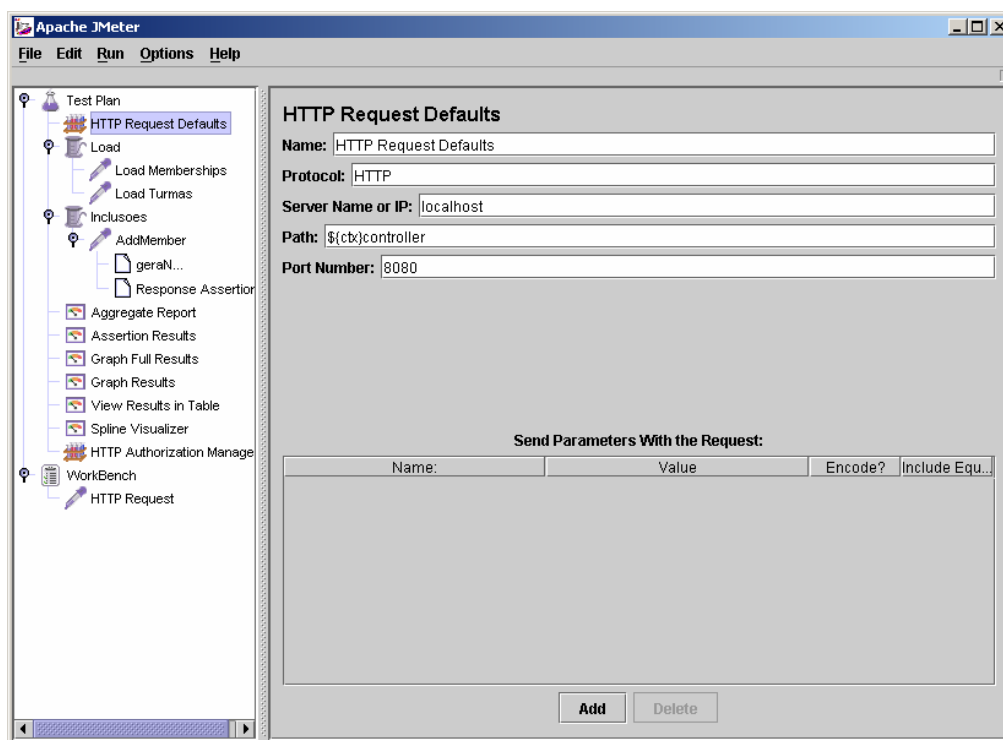 Apache JMeter
File Edit Run Options Help
Test Plan
HTTP Request Defaults
Load
Load Memberships
Load Turmas
Inclusoes
AddMember
geraN...
Response Assertior
Aggregate Report
Assertion Results
Graph Full Results
Graph Results
View Results in Table
Spline Visualizer
HTTP Authorization Manage
WorkBench
HTTP Request
HTTP Request Defaults
Name: HTTP Request Defaults
Protocol: HTTP
Server Name or IP: localhost
Path: ${ctx}controller
Port Number: 8080
Send Parameters With the Request:
Name: Value Encode? Include Equ...
Add Delete